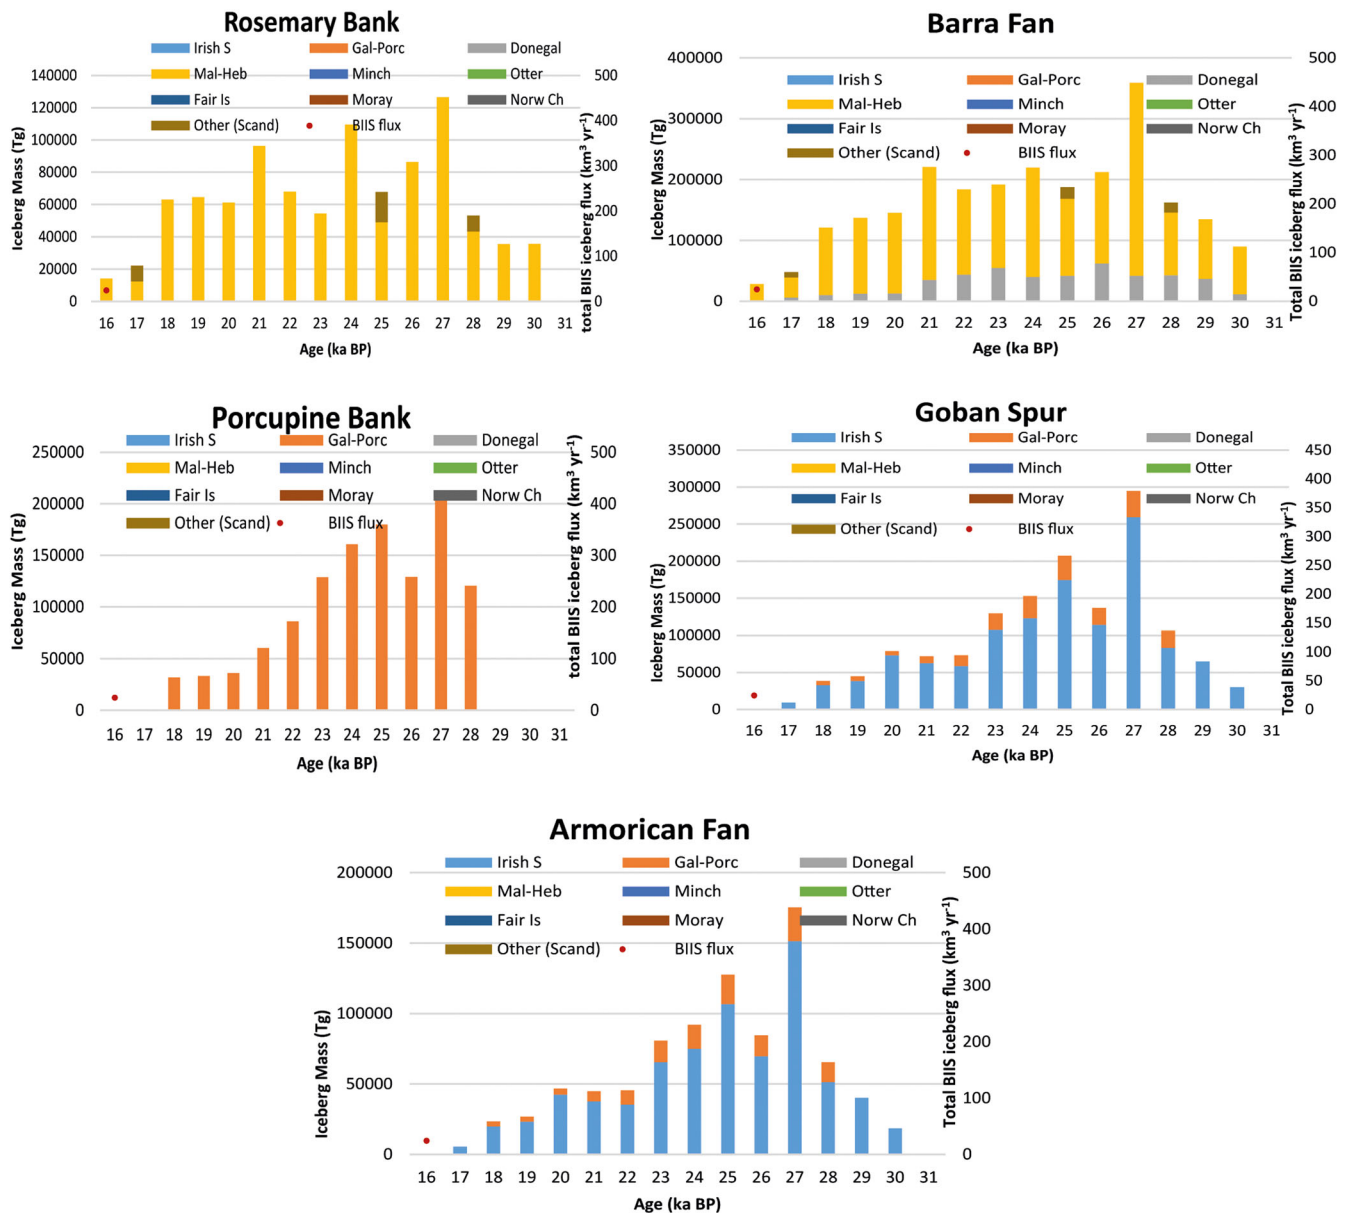 Rosemary Bank
Irish S Gal-Porc Donegal
Mal-Heb Minch Otter
Fair Is Moray Norw Ch
Other (Scand) BIIS flux
140000
120000
100000
80000
60000
40000
20000
0
Iceberg Mass (Tg)
500
400
300
200
100
0
total BIIS iceberg flux (km³ yr⁻¹)
16 17 18 19 20 21 22 23 24 25 26 27 28 29 30 31
Age (ka BP)
Barra Fan
Irish S Gal-Porc Donegal
Mal-Heb Minch Otter
Fair Is Moray Norw Ch
Other (Scand) BIIS flux
400000
300000
200000
100000
0
Iceberg Mass (Tg)
500
400
300
200
100
0
Total BIIS iceberg flux (km³ yr⁻¹)
16 17 18 19 20 21 22 23 24 25 26 27 28 29 30 31
Age (ka BP)
Porcupine Bank
Irish S Gal-Porc Donegal
Mal-Heb Minch Otter
Fair Is Moray Norw Ch
Other (Scand) BIIS flux
250000
200000
150000
100000
50000
0
Iceberg Mass (Tg)
500
400
300
200
100
0
total BIIS iceberg flux (km³ yr⁻¹)
16 17 18 19 20 21 22 23 24 25 26 27 28 29 30 31
Age (ka BP)
Goban Spur
Irish S Gal-Porc Donegal
Mal-Heb Minch Otter
Fair Is Moray Norw Ch
Other (Scand) BIIS flux
350000
300000
250000
200000
150000
100000
50000
0
Iceberg Mass (Tg)
450
400
350
300
250
200
150
100
50
0
Total BIIS iceberg flux (km³ yr⁻¹)
16 17 18 19 20 21 22 23 24 25 26 27 28 29 30 31
Age (ka BP)
Armorican Fan
Irish S Gal-Porc Donegal
Mal-Heb Minch Otter
Fair Is Moray Norw Ch
Other (Scand) BIIS flux
200000
150000
100000
50000
0
Iceberg Mass (Tg)
500
400
300
200
100
0
Total BIIS iceberg flux (km³ yr⁻¹)
16 17 18 19 20 21 22 23 24 25 26 27 28 29 30 31
Age (ka BP)